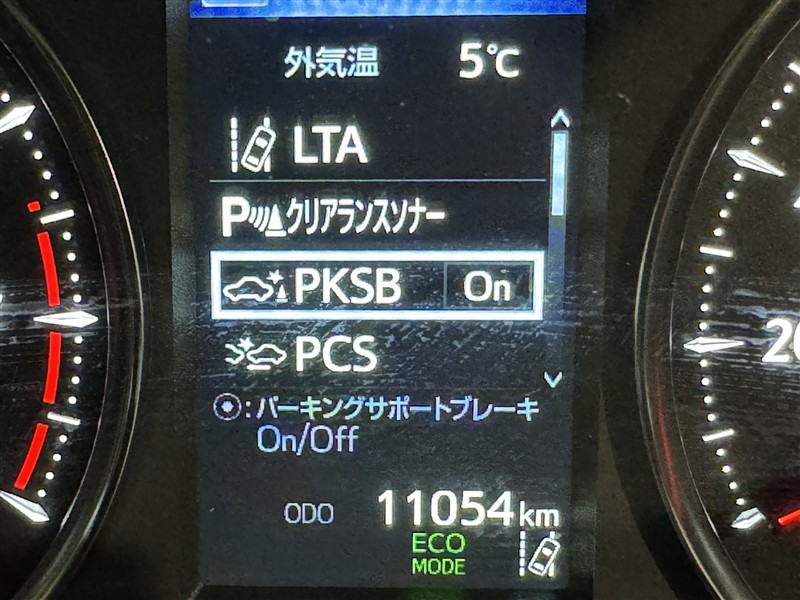 外気温 5℃
LTA
P クリアランスソナー
PKSB On
PCS
:パーキングサポートブレーキ
On/Off
ODO 11054km
ECO
MODE